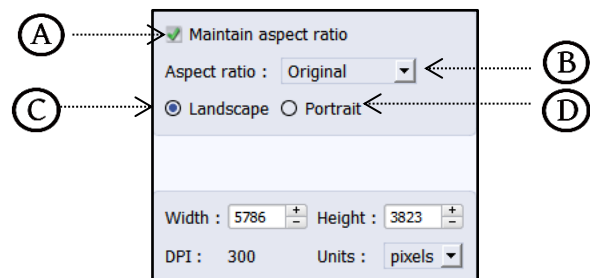 A Maintain aspect ratio
Aspect ratio : Original B
C Landscape Portrait D
Width : 5786 + - Height : 3823 + -
DPI : 300 Units : pixels